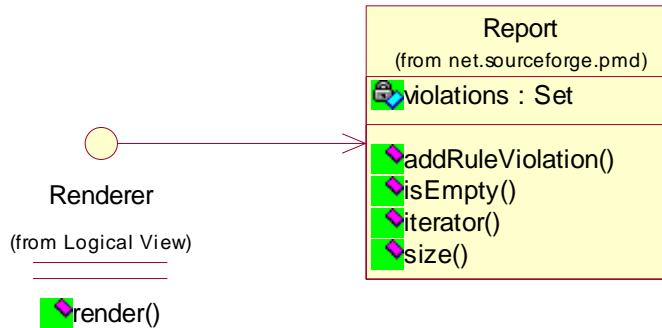 Report
(from net.sourceforge.pmd)
violations : Set
addRuleViolation()
isEmpty()
iterator()
size()
Renderer
(from Logical View)
render()